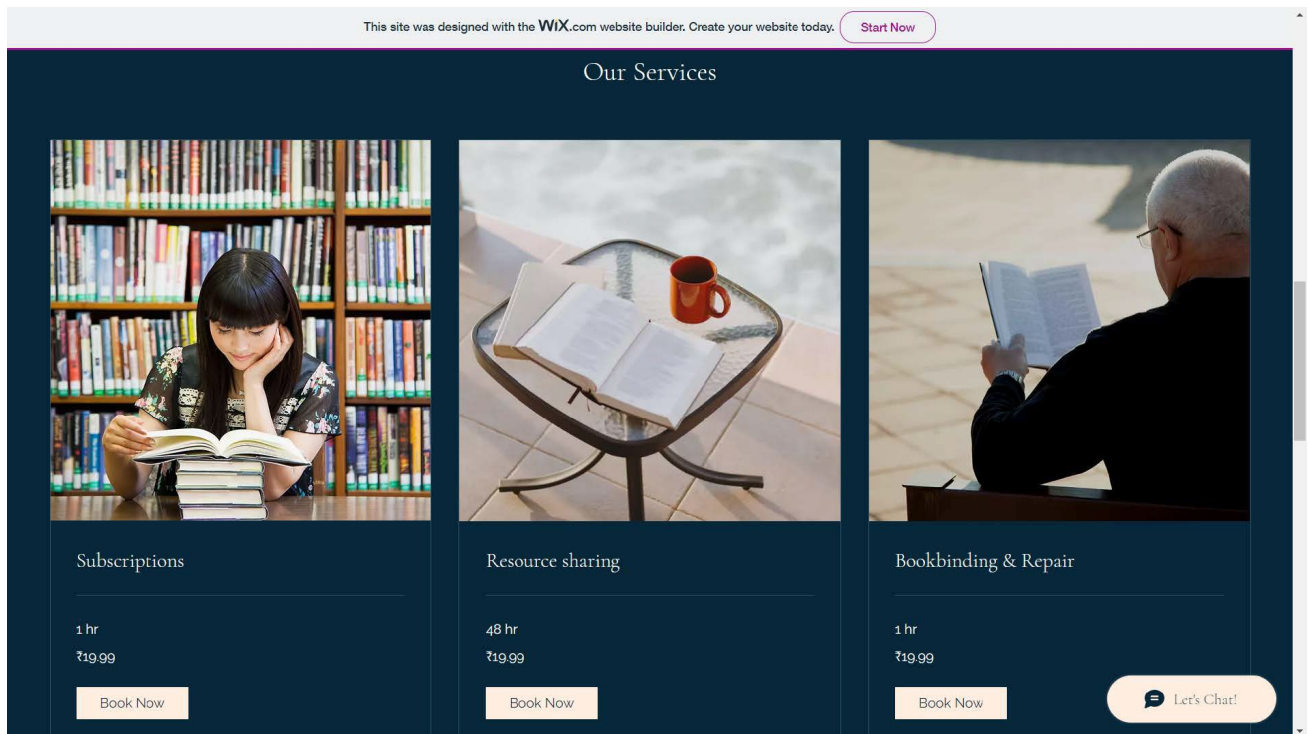 This site was designed with the WiX.com website builder. Create your website today. Start Now
Our Services
Subscriptions
1 hr
₹19.99
Book Now
Resource sharing
48 hr
₹19.99
Book Now
Bookbinding & Repair
1 hr
₹19.99
Book Now
Let's Chat!